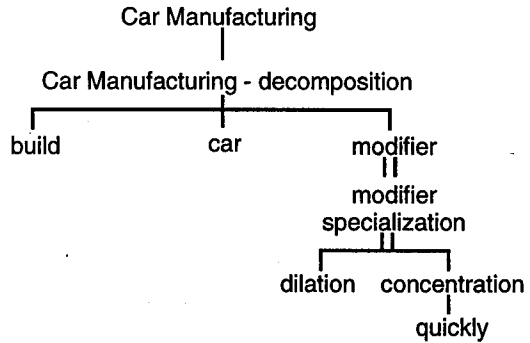 Car Manufacturing
Car Manufacturing - decomposition
build car modifier
modifier
specialization
dilation concentration
quickly